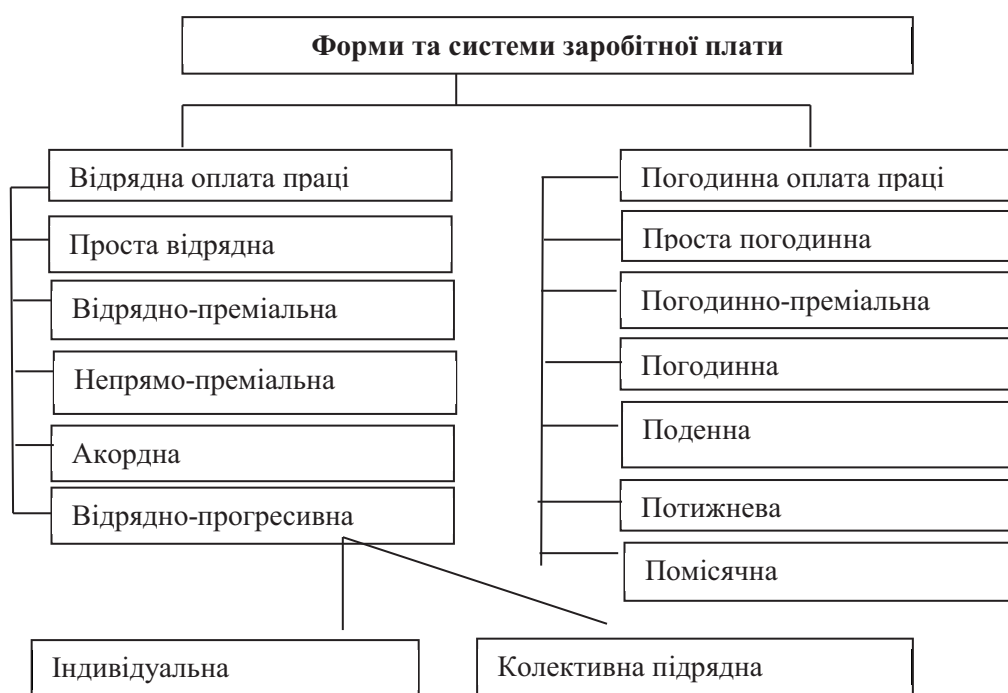 Форми та системи заробітної плати
Відрядна оплата праці
Проста відрядна
Відрядно-преміальна
Непрямо-преміальна
Акордна
Відрядно-прогресивна
Погодинна оплата праці
Проста погодинна
Погодинно-преміальна
Погодинна
Поденна
Потижнева
Помісячна
Індивідуальна
Колективна підрядна